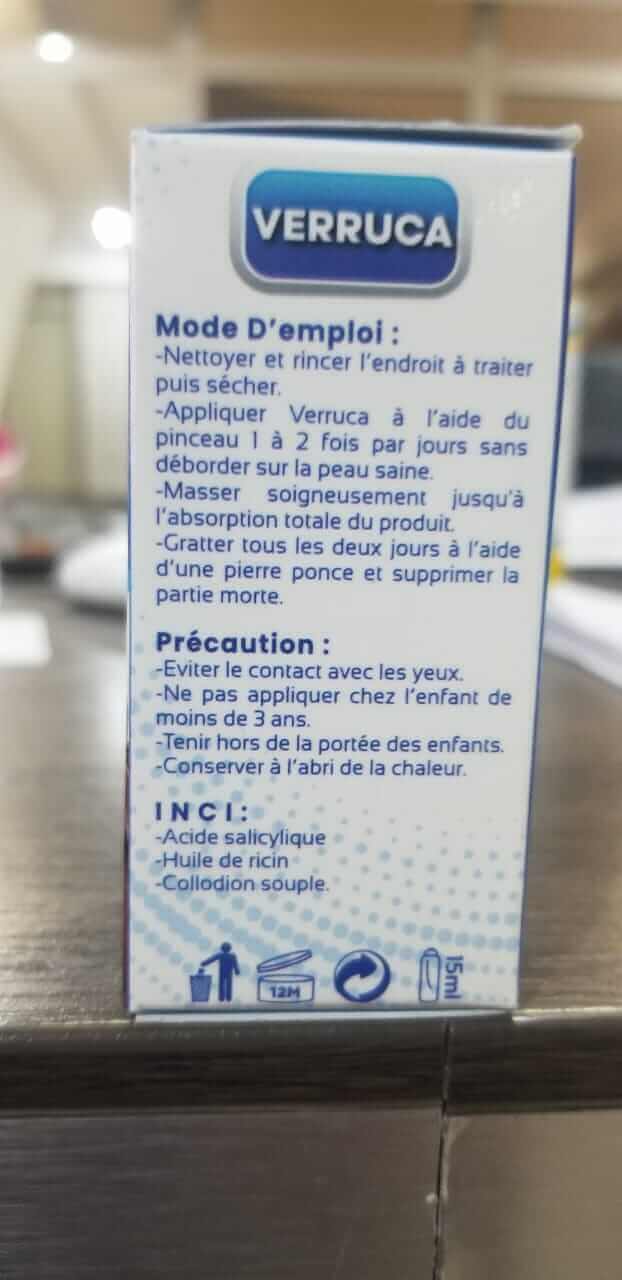 VERRUCA
Mode D'emploi :
-Nettoyer et rincer l'endroit à traiter
puis sécher.
-Appliquer Verruca à l'aide du
pinceau 1 à 2 fois par jours sans
déborder sur la peau saine.
-Masser soigneusement jusqu'à
l'absorption totale du produit.
-Gratter tous les deux jours à l'aide
d'une pierre ponce et supprimer la
partie morte.
Précaution :
-Eviter le contact avec les yeux.
-Ne pas appliquer chez l'enfant de
moins de 3 ans.
-Tenir hors de la portée des enfants.
-Conserver à l'abri de la chaleur.
INCI:
-Acide salicylique
-Huile de ricin
-Collodion souple.
12M
15ml